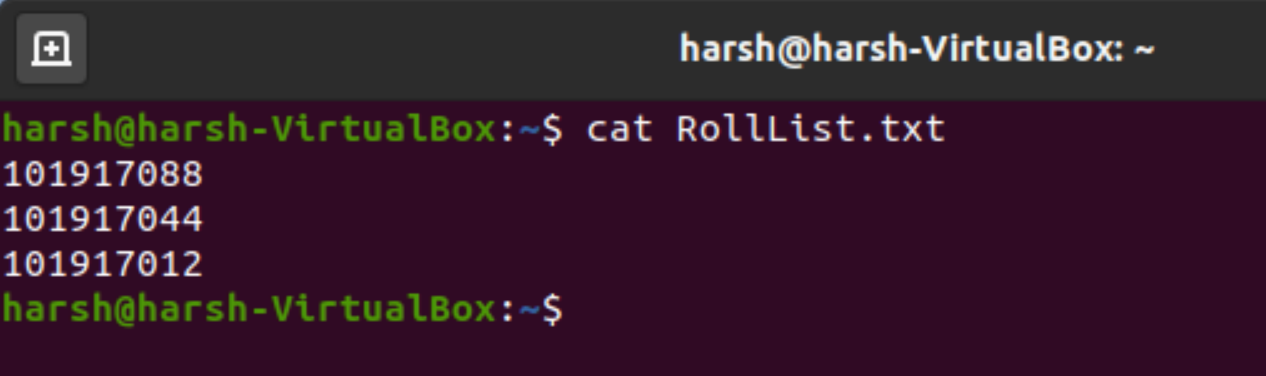 harsh@harsh-VirtualBox: ~
harsh@harsh-VirtualBox:~$ cat RollList.txt
101917088
101917044
101917012
harsh@harsh-VirtualBox:~$